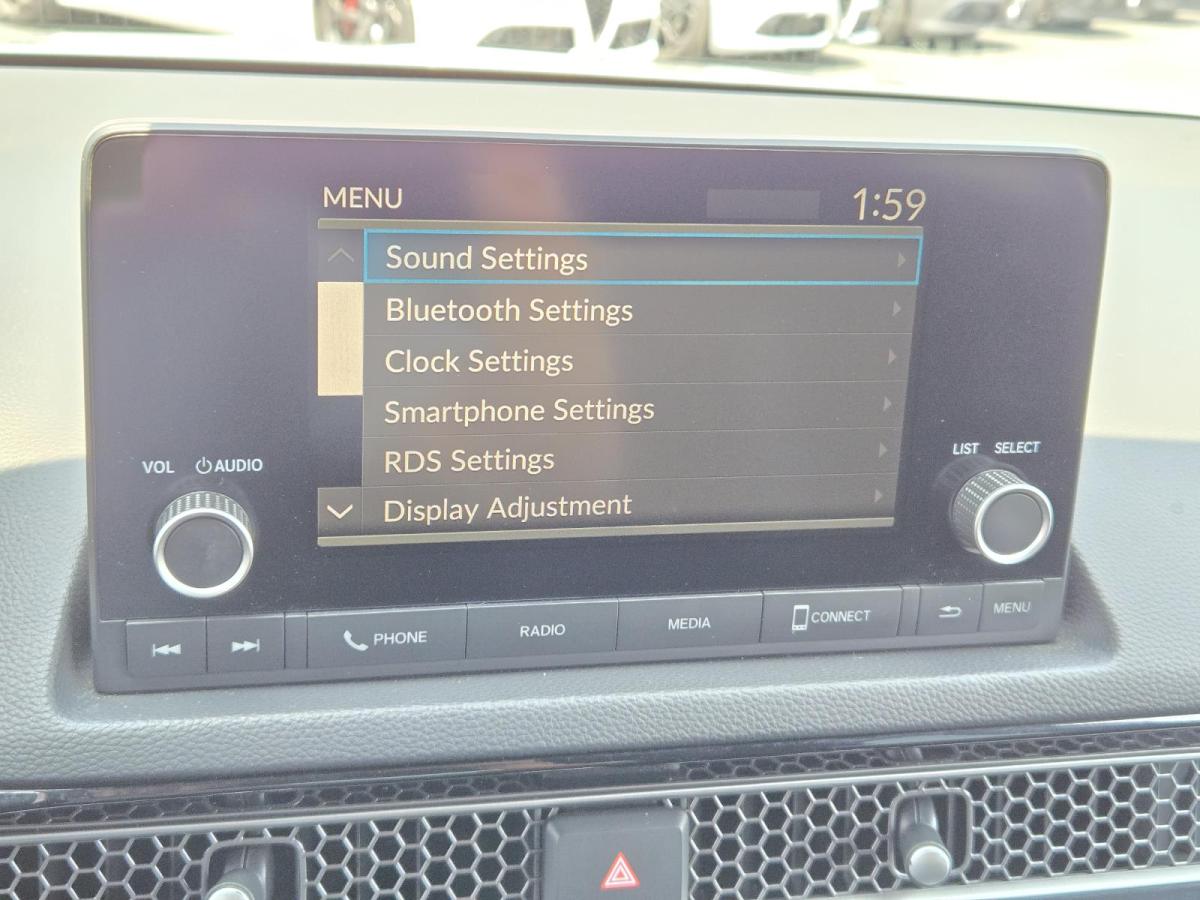 MENU 1:59
Sound Settings
Bluetooth Settings
Clock Settings
Smartphone Settings
RDS Settings
Display Adjustment
VOL AUDIO
LIST SELECT
PHONE RADIO MEDIA CONNECT MENU